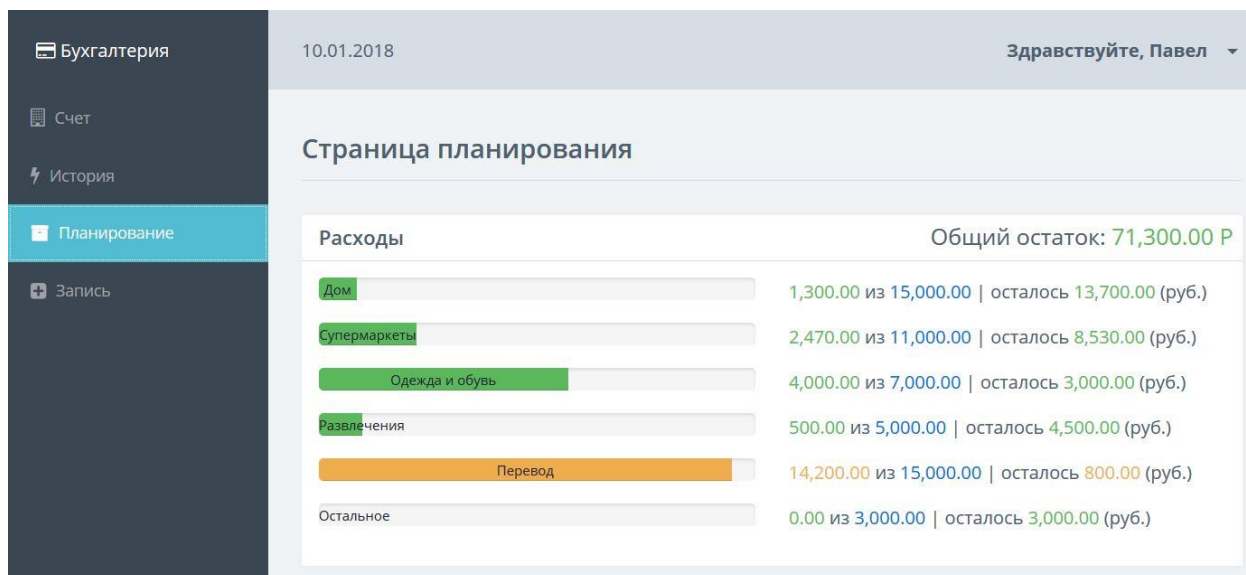 Бухгалтерия
10.01.2018
Здравствуйте, Павел
Счет
История
Планирование
Запись
Страница планирования
Расходы
Общий остаток: 71,300.00 Р
Дом
1,300.00 из 15,000.00 | осталось 13,700.00 (руб.)
Супермаркеты
2,470.00 из 11,000.00 | осталось 8,530.00 (руб.)
Одежда и обувь
4,000.00 из 7,000.00 | осталось 3,000.00 (руб.)
Развлечения
500.00 из 5,000.00 | осталось 4,500.00 (руб.)
Перевод
14,200.00 из 15,000.00 | осталось 800.00 (руб.)
Остальное
0.00 из 3,000.00 | осталось 3,000.00 (руб.)